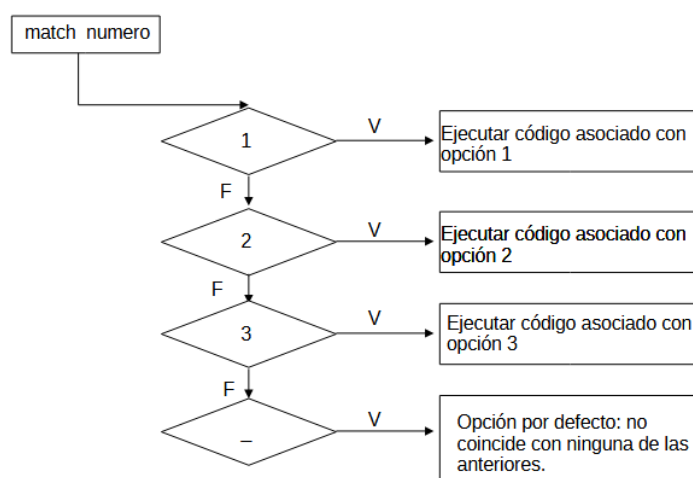 match numero
1
V
Ejecutar código asociado con
opción 1
F
2
V
Ejecutar código asociado con
opción 2
F
3
V
Ejecutar código asociado con
opción 3
F
_
V
Opción por defecto: no
coincide con ninguna de las
anteriores.